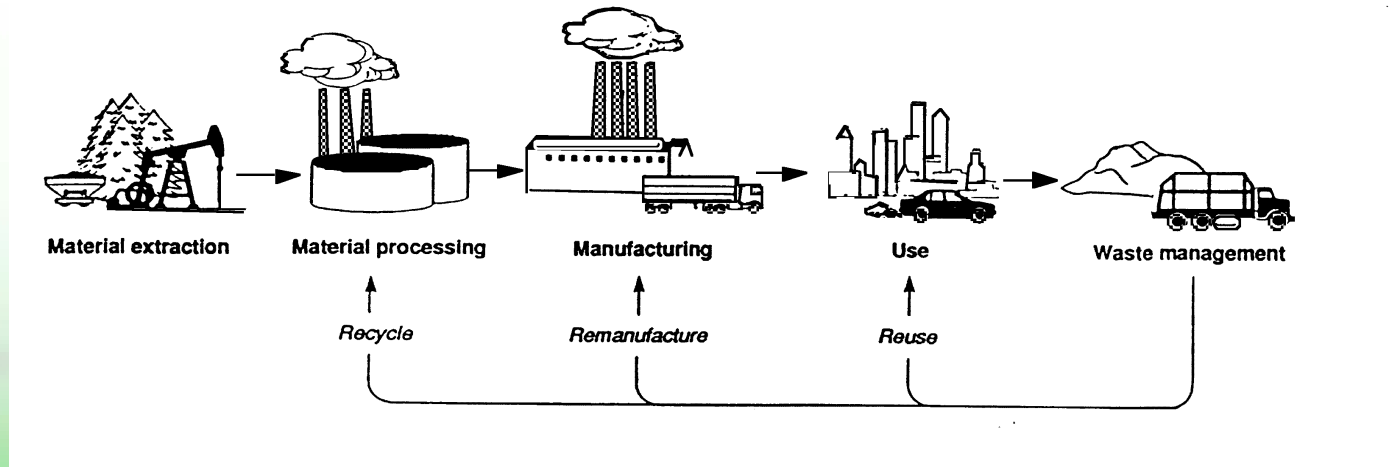 Material extraction
Material processing
Manufacturing
Use
Waste management
Recycle
Remanufacture
Reuse